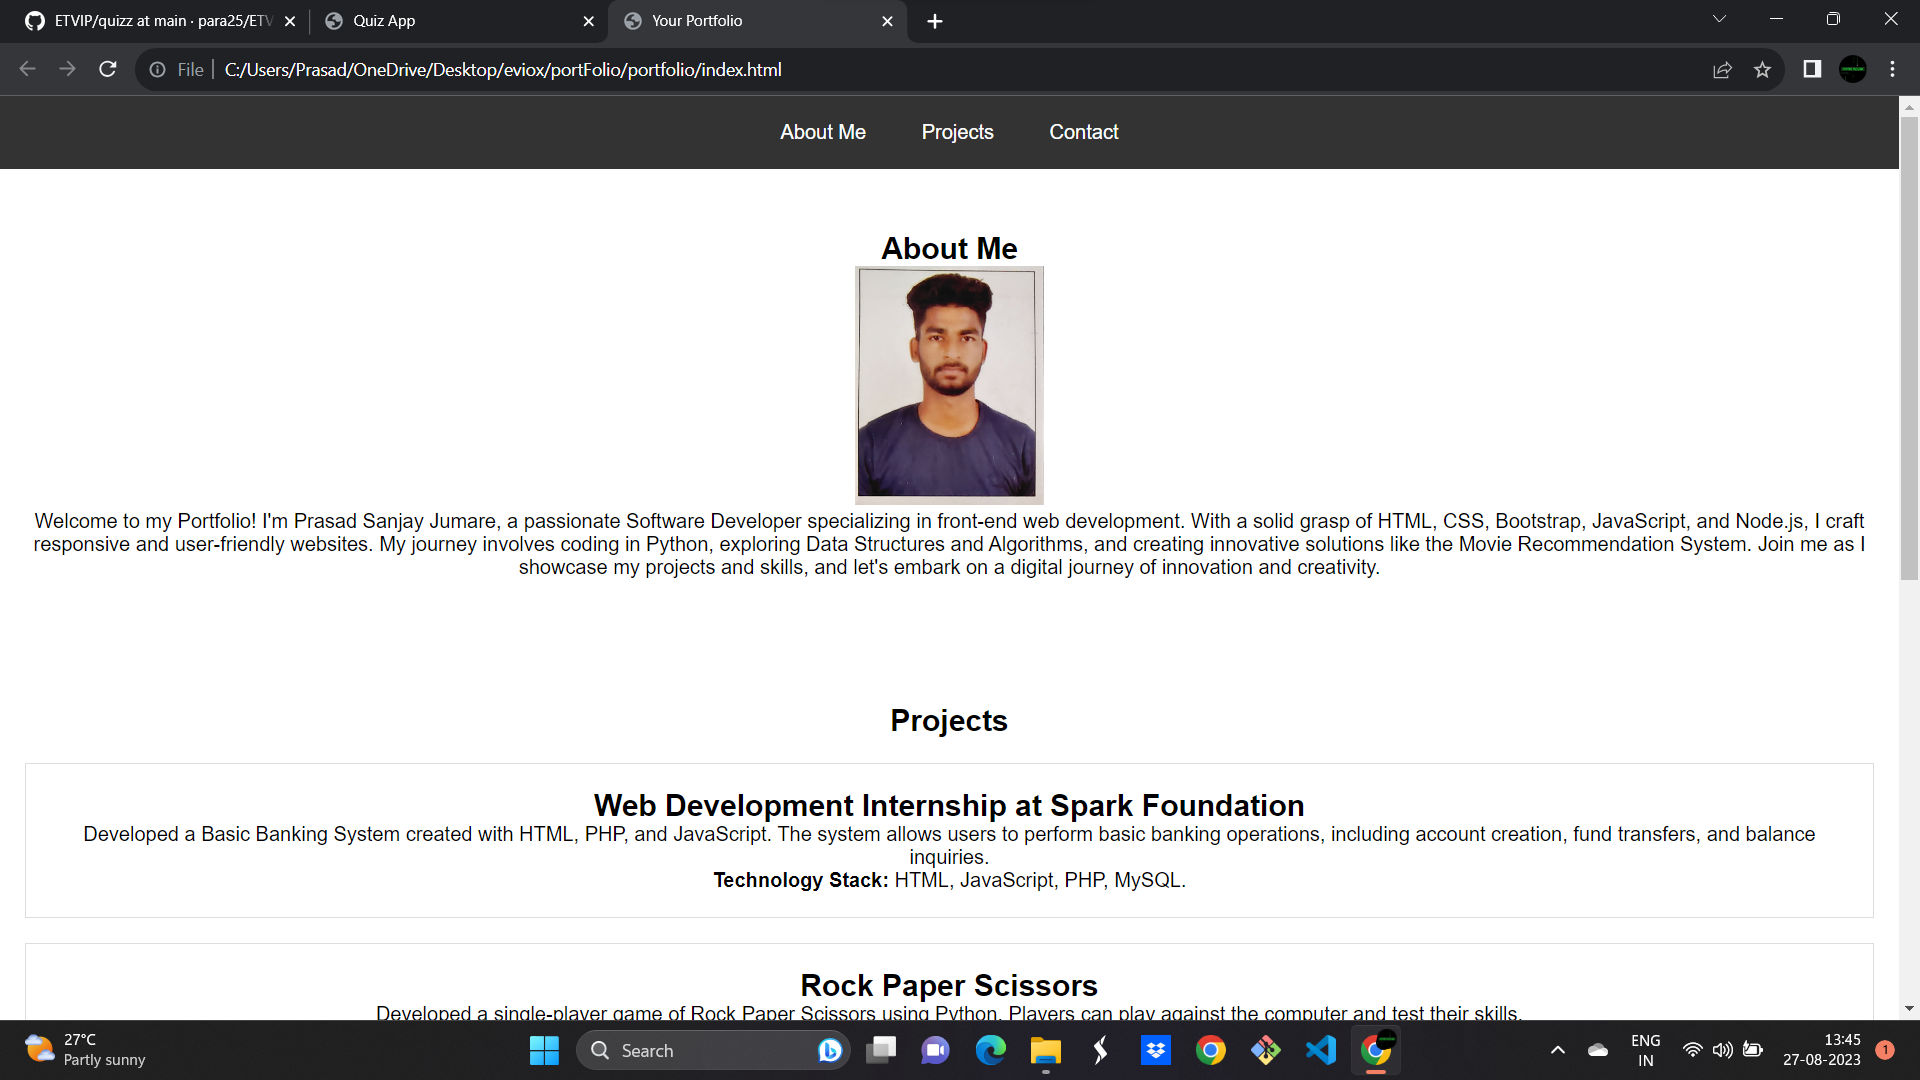 ETVIP/quizz at main · para25/ETV
Quiz App
Your Portfolio
File
C:/Users/Prasad/OneDrive/Desktop/eviox/portFolio/portfolio/index.html
About Me
Projects
Contact
About Me
Welcome to my Portfolio! I'm Prasad Sanjay Jumare, a passionate Software Developer specializing in front-end web development. With a solid grasp of HTML, CSS, Bootstrap, JavaScript, and Node.js, I craft
responsive and user-friendly websites. My journey involves coding in Python, exploring Data Structures and Algorithms, and creating innovative solutions like the Movie Recommendation System. Join me as I
showcase my projects and skills, and let's embark on a digital journey of innovation and creativity.
Projects
Web Development Internship at Spark Foundation
Developed a Basic Banking System created with HTML, PHP, and JavaScript. The system allows users to perform basic banking operations, including account creation, fund transfers, and balance
inquiries.
Technology Stack: HTML, JavaScript, PHP, MySQL.
Rock Paper Scissors
Developed a single-player game of Rock Paper Scissors using Python. Players can play against the computer and test their skills.
27°C
Partly sunny
Search
ENG
IN
13:45
27-08-2023
1